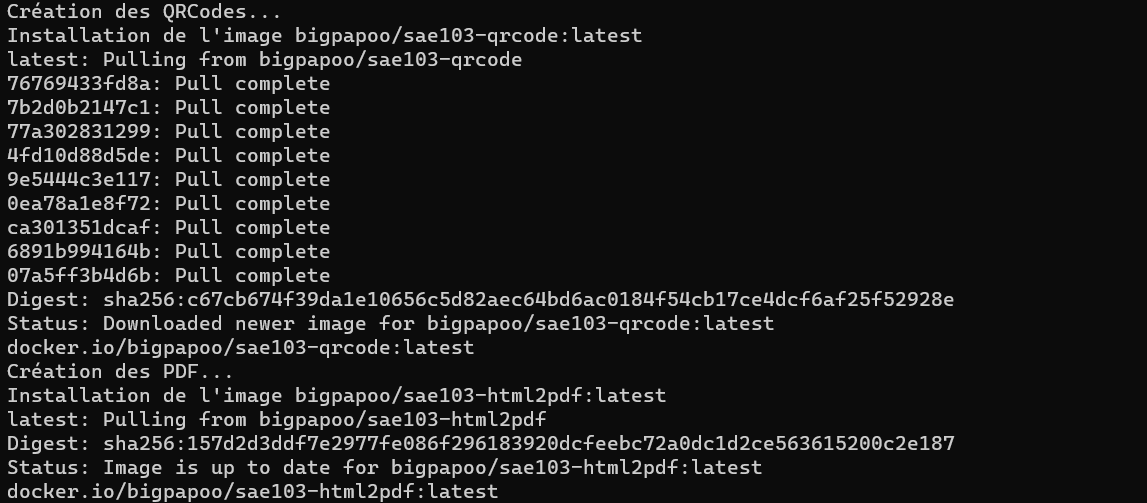 Création des QRCodes...
Installation de l'image bigpapoo/sae103-qrcode:latest
latest: Pulling from bigpapoo/sae103-qrcode
76769433fd8a: Pull complete
7b2d0b2147c1: Pull complete
77a302831299: Pull complete
4fd10d88d5de: Pull complete
9e5444c3e117: Pull complete
0ea78a1e8f72: Pull complete
ca301351dcaf: Pull complete
6891b994164b: Pull complete
07a5ff3b4d6b: Pull complete
Digest: sha256:c67cb674f39da1e10656c5d82aec64bd6ac0184f54cb17ce4dcf6af25f52928e
Status: Downloaded newer image for bigpapoo/sae103-qrcode:latest
docker.io/bigpapoo/sae103-qrcode:latest
Création des PDF...
Installation de l'image bigpapoo/sae103-html2pdf:latest
latest: Pulling from bigpapoo/sae103-html2pdf
Digest: sha256:157d2d3ddf7e2977fe086f296183920dcfeebc72a0dc1d2ce563615200c2e187
Status: Image is up to date for bigpapoo/sae103-html2pdf:latest
docker.io/bigpapoo/sae103-html2pdf:latest